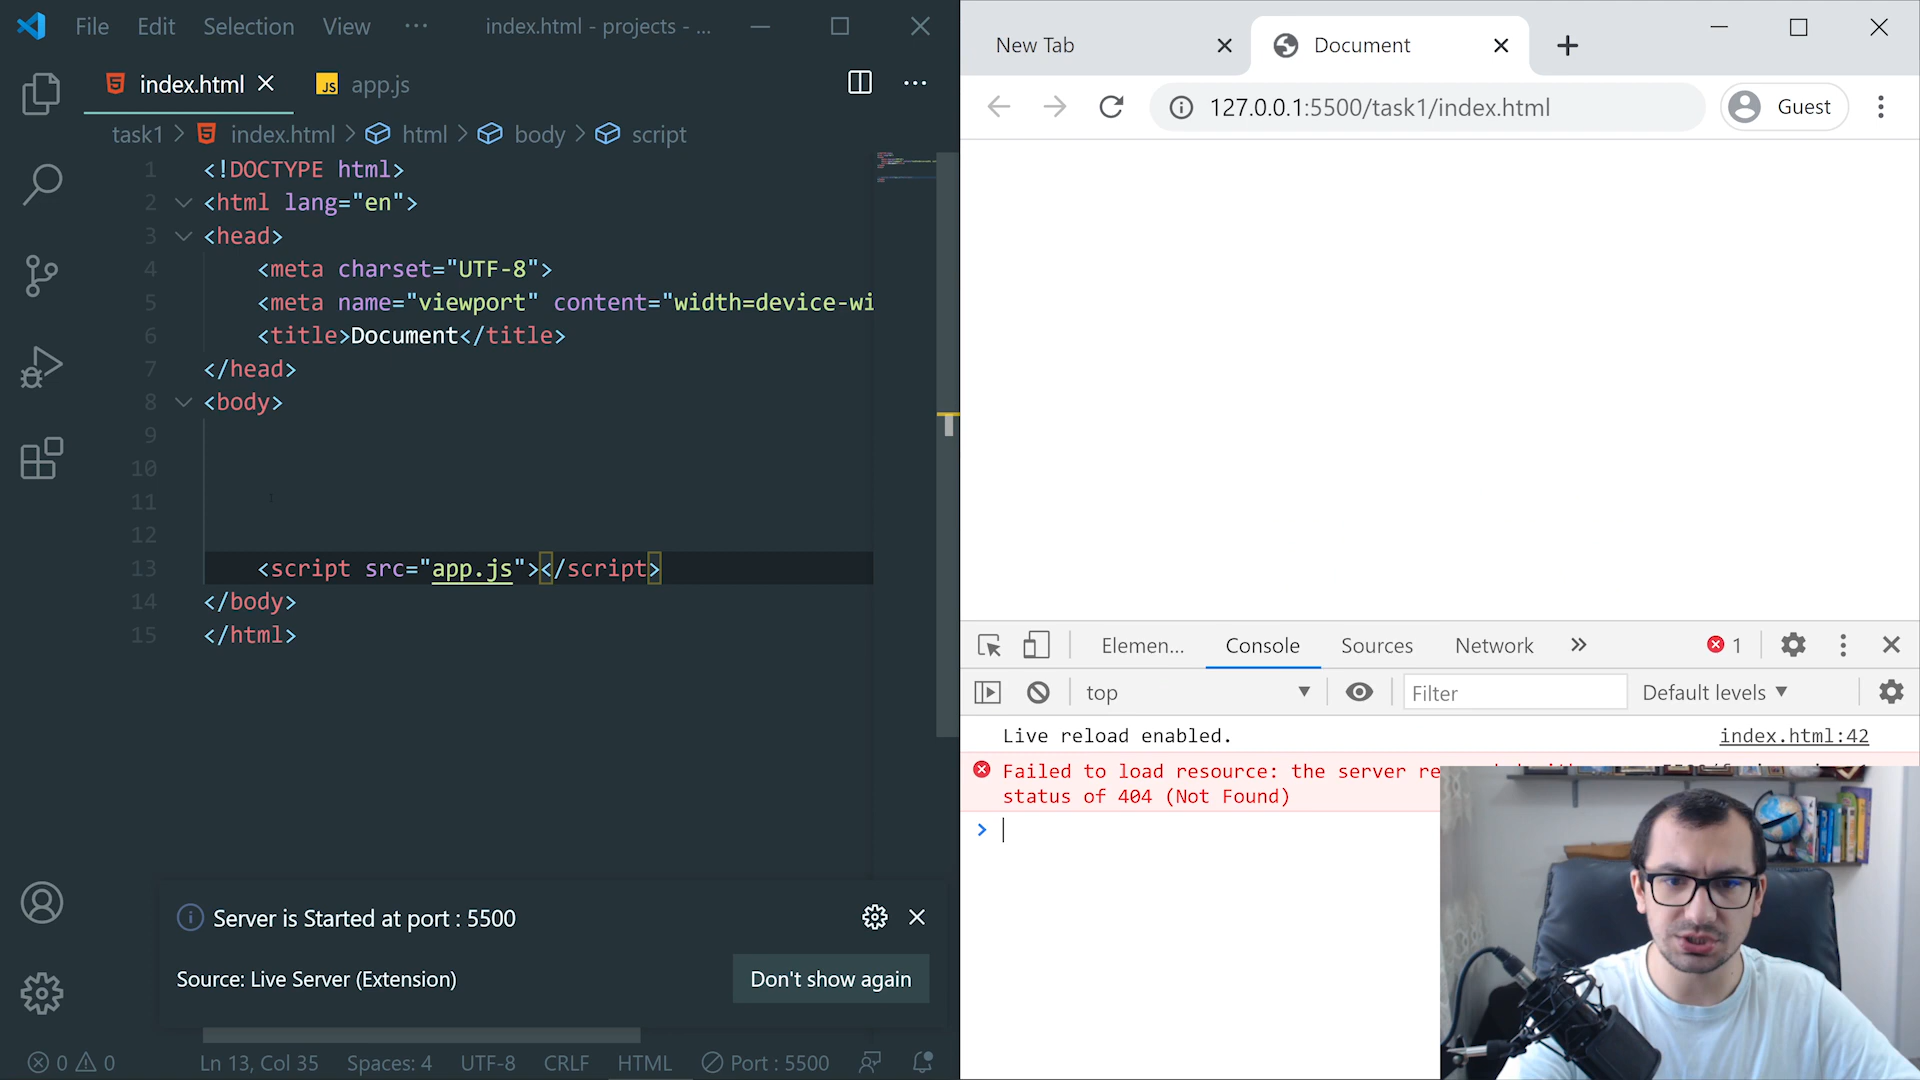 File Edit Selection View ··· index.html - projects - ...
index.html app.js
task1 > index.html > html > body > script
1 <!DOCTYPE html>
2 <html lang="en">
3 <head>
4 <meta charset="UTF-8">
5 <meta name="viewport" content="width=device-wi
6 <title>Document</title>
7 </head>
8 <body>
9
10
11
12
13 <script src="app.js"></script>
14 </body>
15 </html>
Server is Started at port : 5500
Source: Live Server (Extension)
Don't show again
0 0 Ln 13, Col 35 Spaces: 4 UTF-8 CRLF HTML Port : 5500
New Tab Document
127.0.0.1:5500/task1/index.html Guest
Elemen... Console Sources Network 1
top Filter Default levels
Live reload enabled. index.html:42
Failed to load resource: the server re
status of 404 (Not Found)